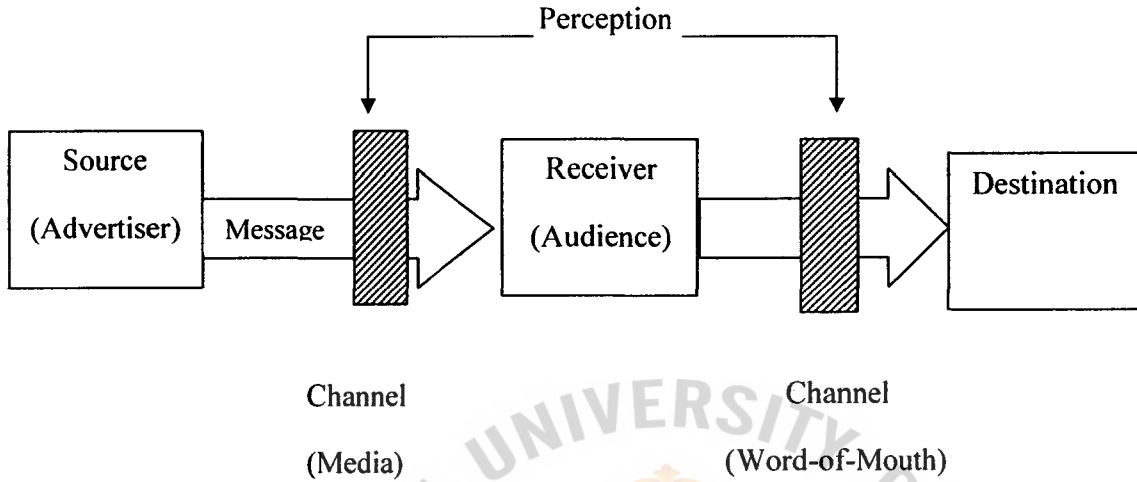 Perception
Source
(Advertiser)
Message
Receiver
(Audience)
Destination
Channel
(Media)
Channel
(Word-of-Mouth)
UNIVERSITY